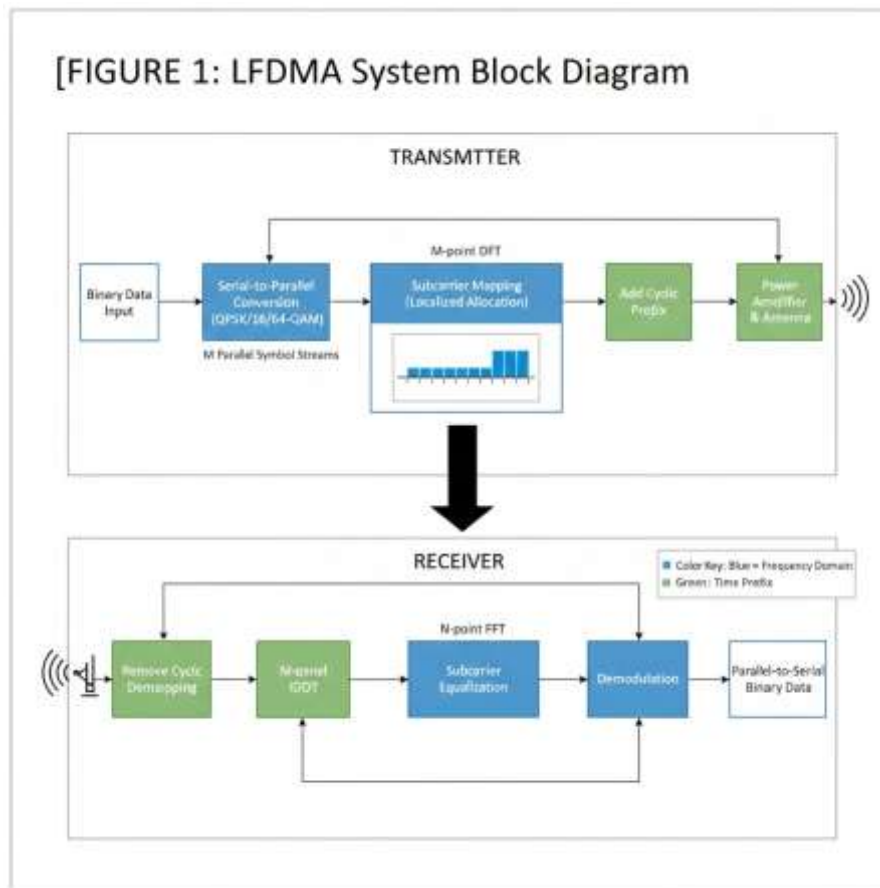 [FIGURE 1: LFDMA System Block Diagram
TRANSMTTER
M-point DFT
Binary Data
Input
Serial-to-Parallel
Conversion
(QPSK/16/64-QAM)
M Parallel Symbol Streams
Subcarrier Mapping
(Localized Allocation)
Add Cyclic
Prefix
Power
& Antenna
RECEIVER
Color Key: Blue = Frequency Domain
Green: Time Prefix
N-point FFT
Remove Cyclic
Demapping
Subcarrier
Equalization
Demodulation
Parallel-to-Serial
Binary Data